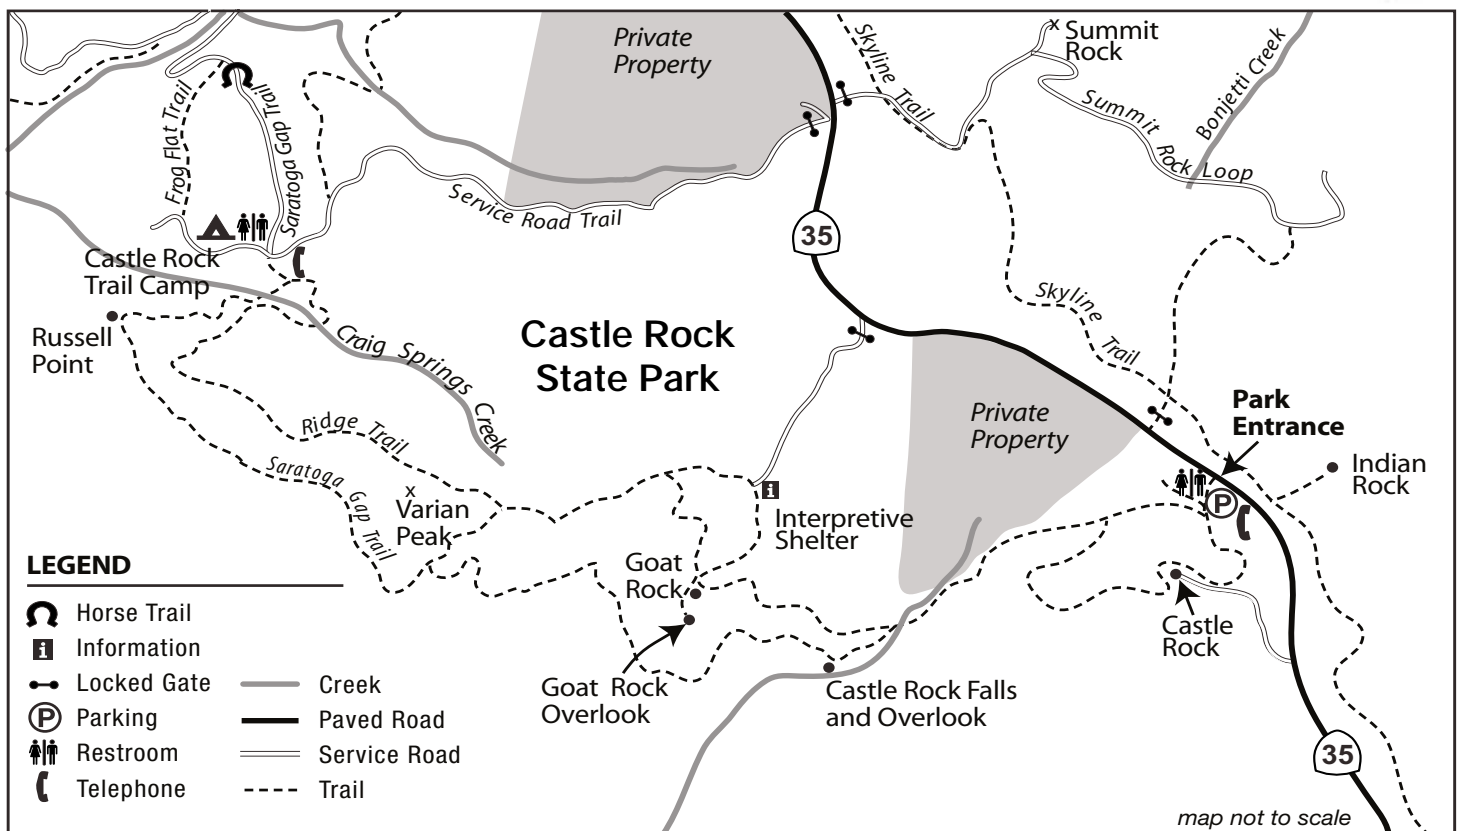 Private
Property
Skyline
Trail
x Summit
Rock
Bonjetti Creek
Summit
Rock Loop
Frog Flat Trail
Saratoga Gap Trail
Service Road Trail
35
Castle Rock
Trail Camp
Russell
Point
Craig Springs
Creek
Castle Rock
State Park
Skyline
Trail
Private
Property
Park
Entrance
Indian
Rock
P
Ridge Trail
Saratoga Gap Trail
x
Varian
Peak
i
Interpretive
Shelter
Goat
Rock
Castle
Rock
Goat Rock
Overlook
Castle Rock Falls
and Overlook
35
LEGEND
Horse Trail
i Information
Locked Gate
P Parking
Restroom
Telephone
Creek
Paved Road
Service Road
Trail
map not to scale